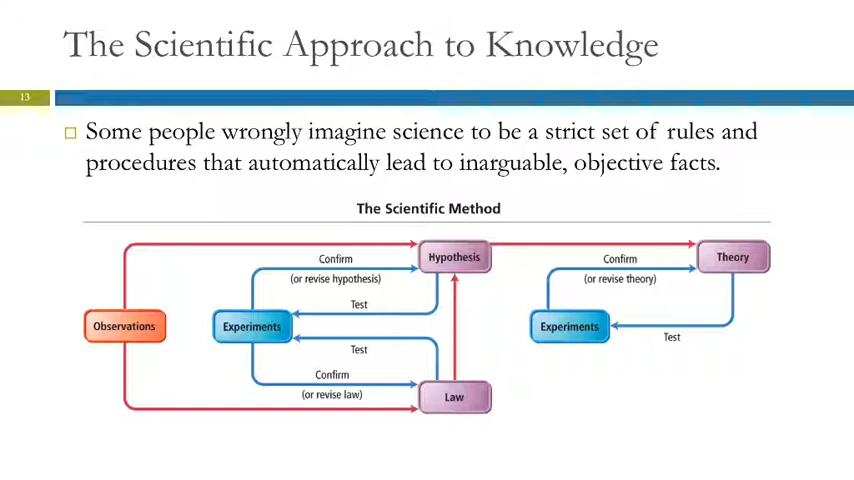 The Scientific Approach to Knowledge
13
Some people wrongly imagine science to be a strict set of rules and
procedures that automatically lead to inarguable, objective facts.
The Scientific Method
Confirm
(or revise hypothesis)
Hypothesis
Confirm
(or revise theory)
Theory
Test
Observations
Experiments
Experiments
Test
Test
Confirm
(or revise law)
Law